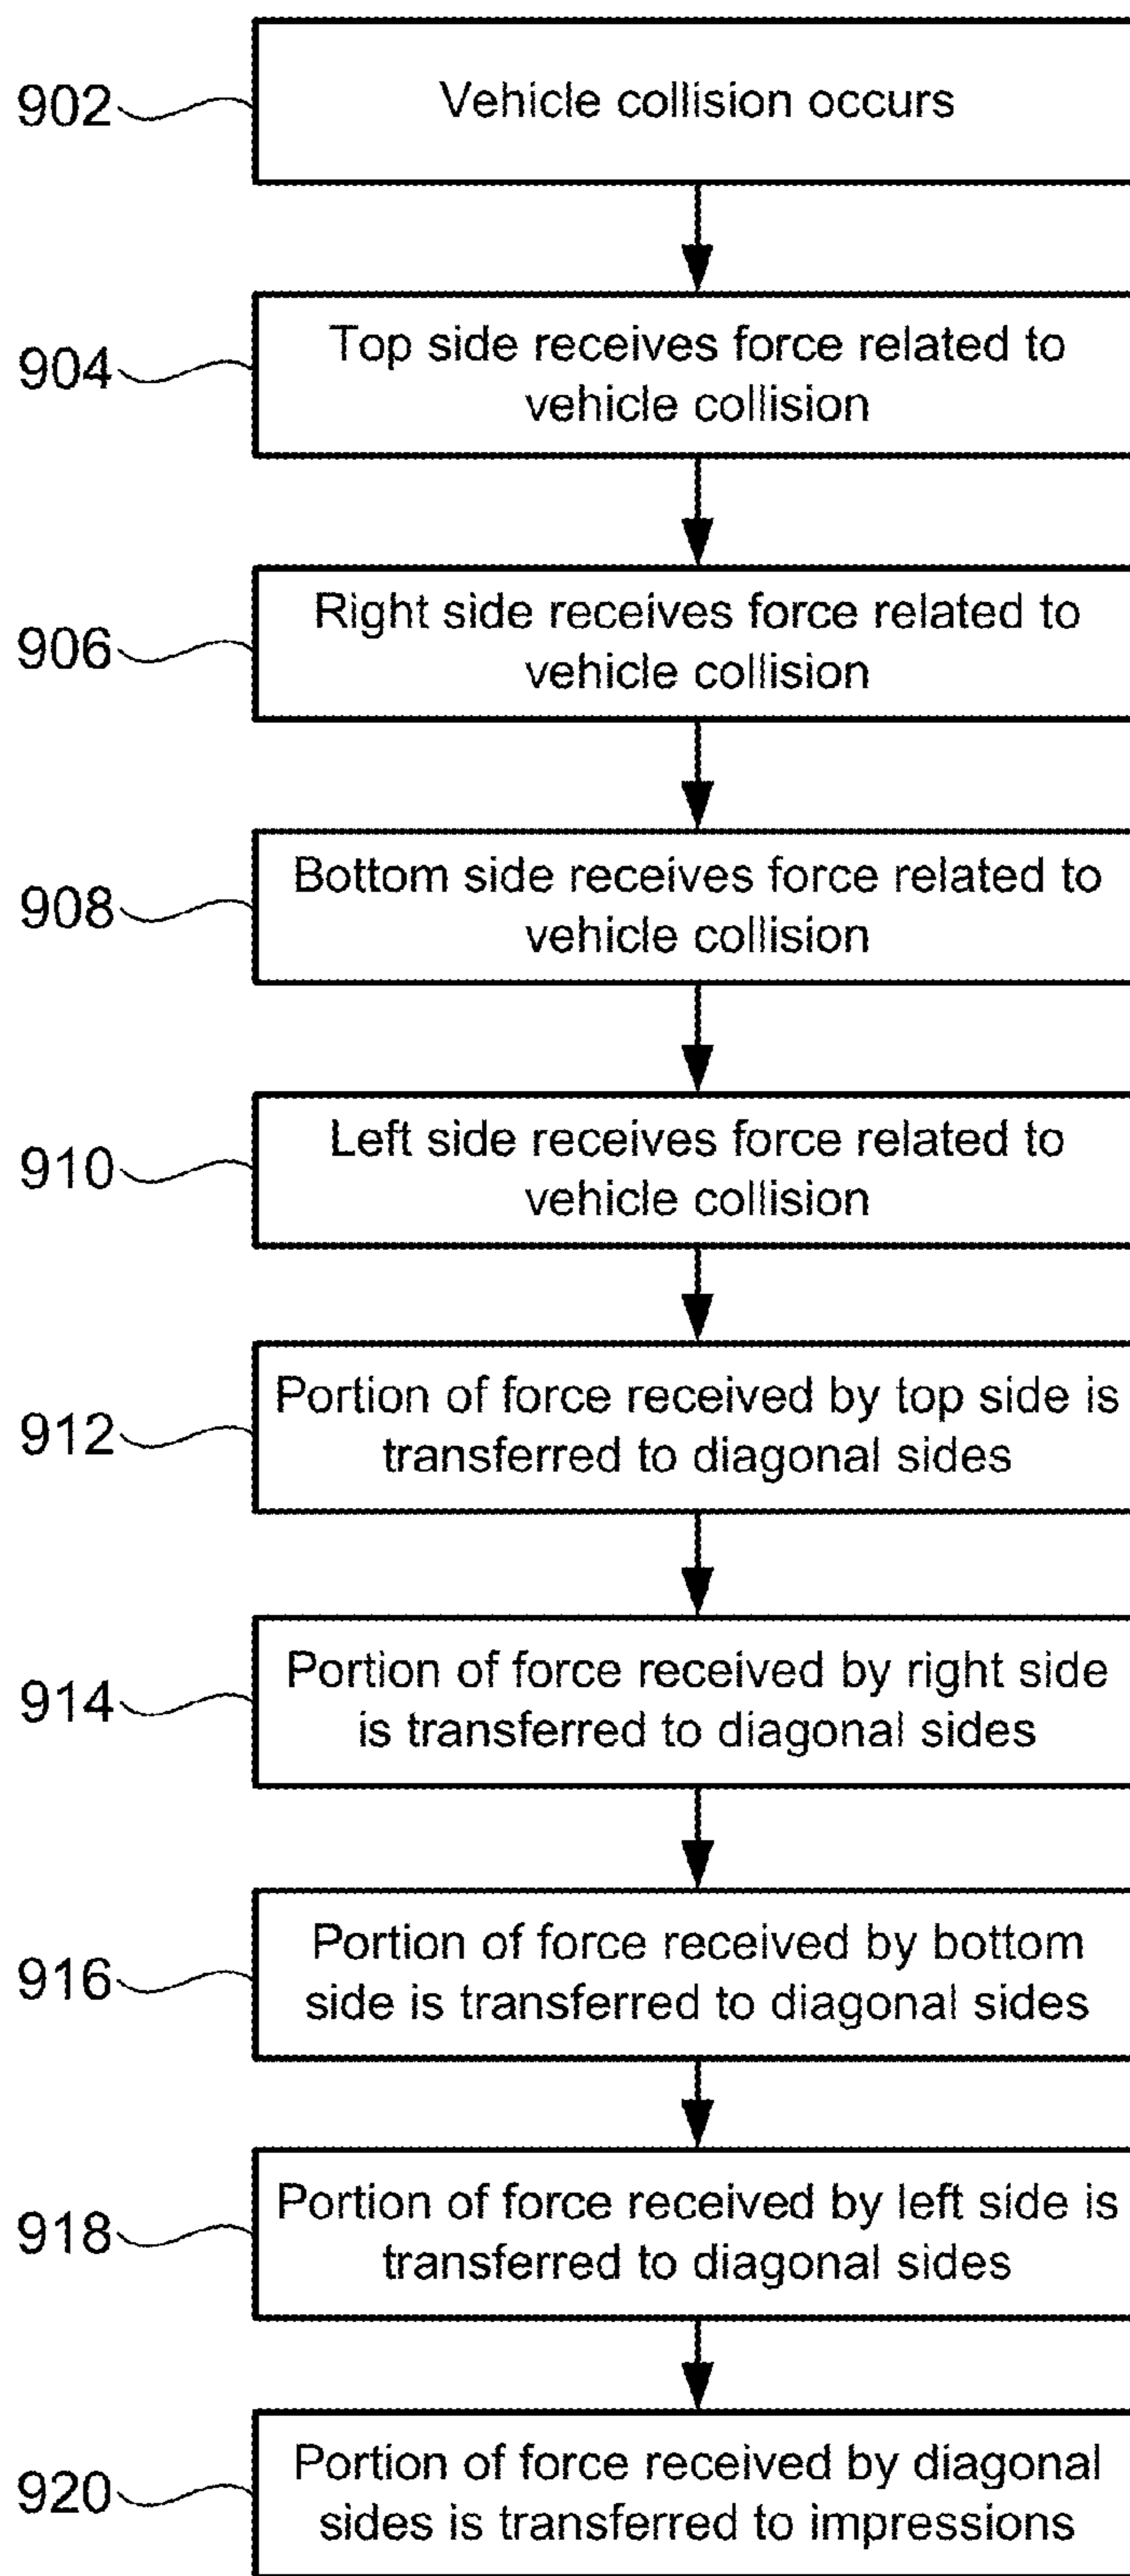 902
Vehicle collision occurs
904
Top side receives force related to
vehicle collision
906
Right side receives force related to
vehicle collision
908
Bottom side receives force related to
vehicle collision
910
Left side receives force related to
vehicle collision
912
Portion of force received by top side is
transferred to diagonal sides
914
Portion of force received by right side
is transferred to diagonal sides
916
Portion of force received by bottom
side is transferred to diagonal sides
918
Portion of force received by left side is
transferred to diagonal sides
920
Portion of force received by diagonal
sides is transferred to impressions